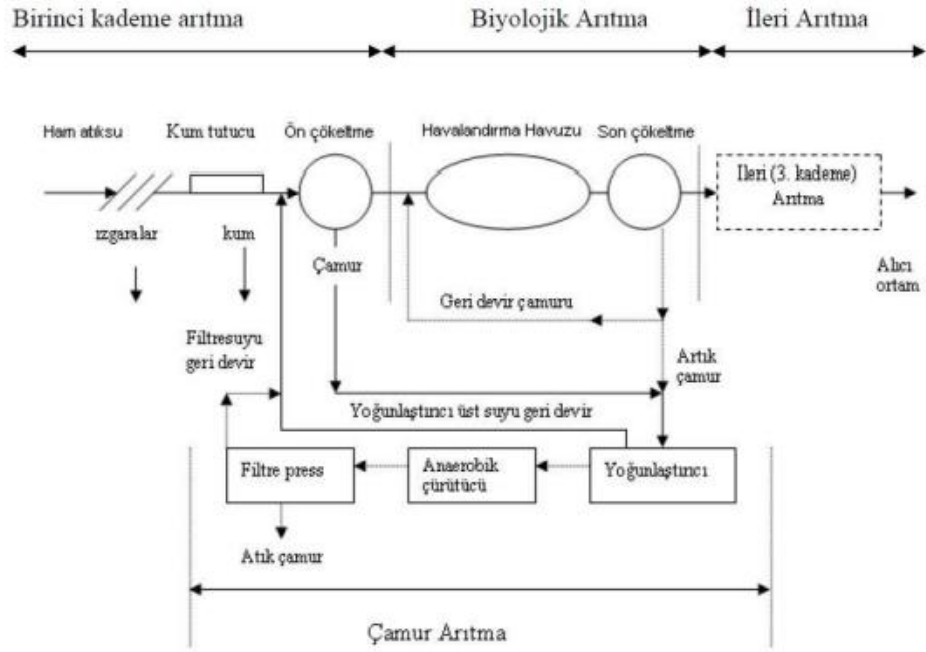 Birinci kademe arıtma
Biyolojik Arıtma
İleri Arıtma
Ham atıksu
Kum tutucu
Ön çökeltme
Havalandırma Havuzu
Son çökeltme
İleri (3. kademe)
Arıtma
ızgaralar
kum
Çamur
Alıcı
ortam
Geri devir çamuru
Filtresuyu
geri devir
Artık
çamur
Yoğunlaştırıcı üst suyu geri devir
Filtre press
Anaerobik
çürütücü
Yoğunlaştırıcı
Atık çamur
Çamur Arıtma